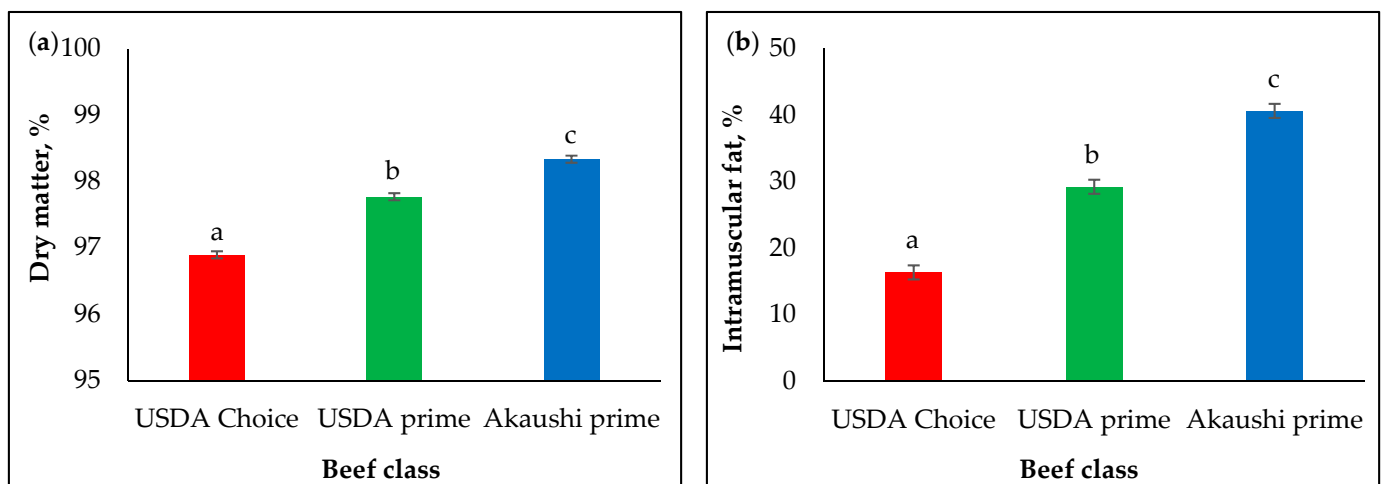 (a)
Dry matter, %
100
99
98
97
96
95
a
b
c
USDA Choice USDA prime Akaushi prime
Beef class
(b)
Intramuscular fat, %
50
40
30
20
10
0
a
b
c
USDA Choice USDA prime Akaushi prime
Beef class